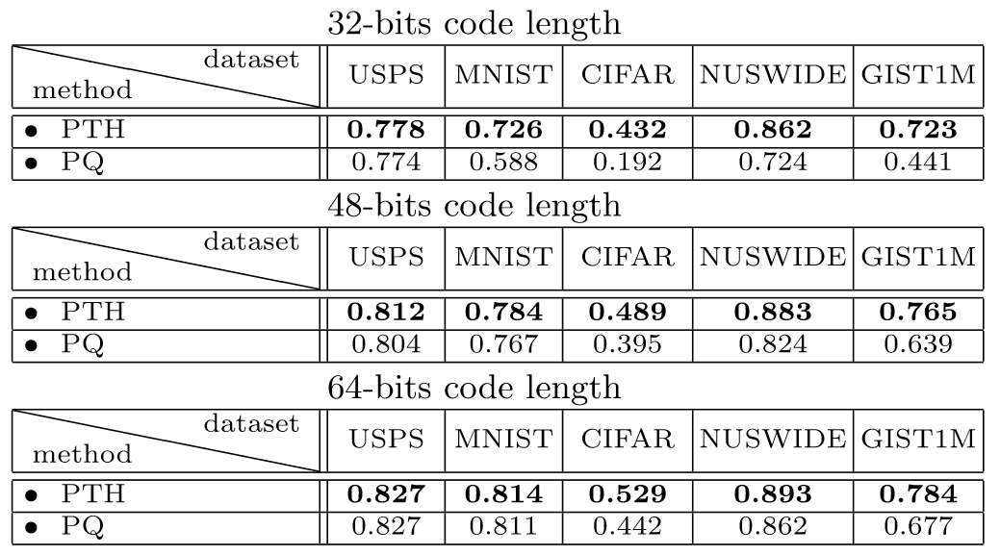 32-bits code length
dataset
method
USPS MNIST CIFAR NUSWIDE GIST1M
• PTH 0.778 0.726 0.432 0.862 0.723
• PQ 0.774 0.588 0.192 0.724 0.441
48-bits code length
dataset
method
USPS MNIST CIFAR NUSWIDE GIST1M
• PTH 0.812 0.784 0.489 0.883 0.765
• PQ 0.804 0.767 0.395 0.824 0.639
64-bits code length
dataset
method
USPS MNIST CIFAR NUSWIDE GIST1M
• PTH 0.827 0.814 0.529 0.893 0.784
• PQ 0.827 0.811 0.442 0.862 0.677